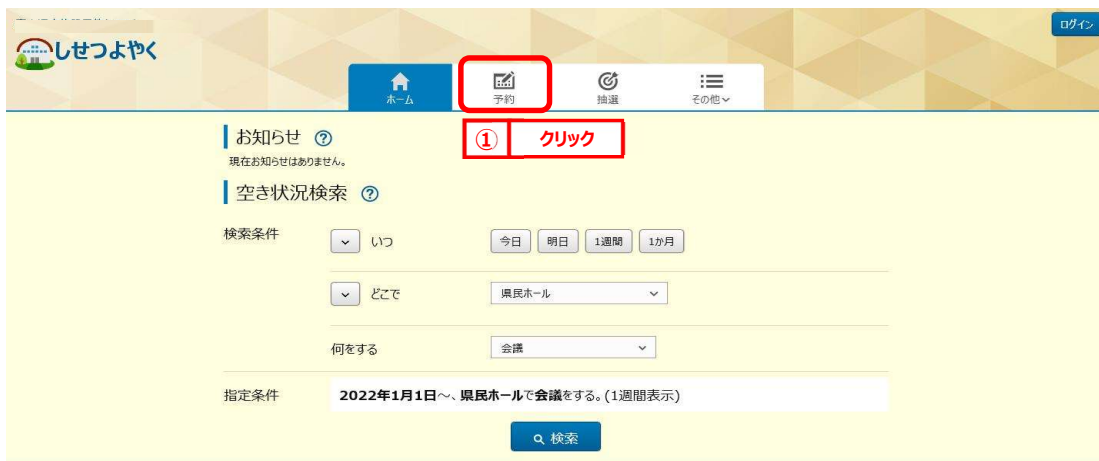 しせつよやく
ログイン
ホーム
予約
抽選
その他
① クリック
お知らせ ?
現在お知らせはありません。
空き状況検索 ?
検索条件
いつ 今日 明日 1週間 1か月
どこで 県民ホール
何をする 会議
指定条件 2022年1月1日～、県民ホールで会議をする。(1週間表示)
検索